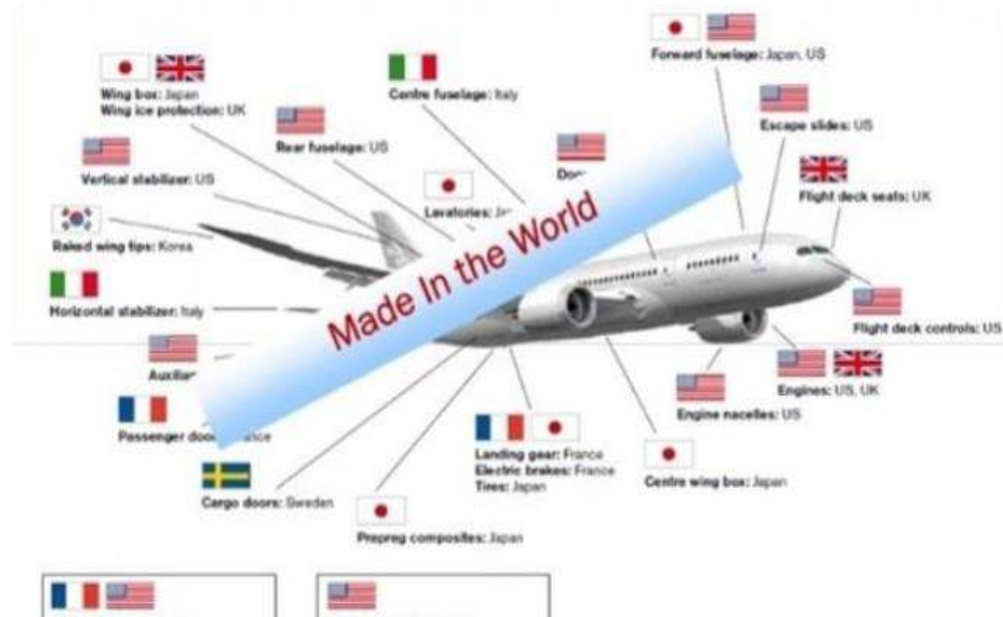 Forward fuselage: Japan, US
Wing box: Japan
Wing ice protection: UK
Centre fuselage: Italy
Escape slides: US
Rear fuselage: US
Vertical stabilizer: US
Lavatories:
Flight deck seats: UK
Raked wing tips: Korea
Made In the World
Horizontal stabilizer: Italy
Flight deck controls: US
Engines: US, UK
Engine nacelles: US
Passenger
Landing gear: France
Electric brakes: France
Tires: Japan
Centre wing box: Japan
Cargo doors: Sweden
Prepreg composites: Japan